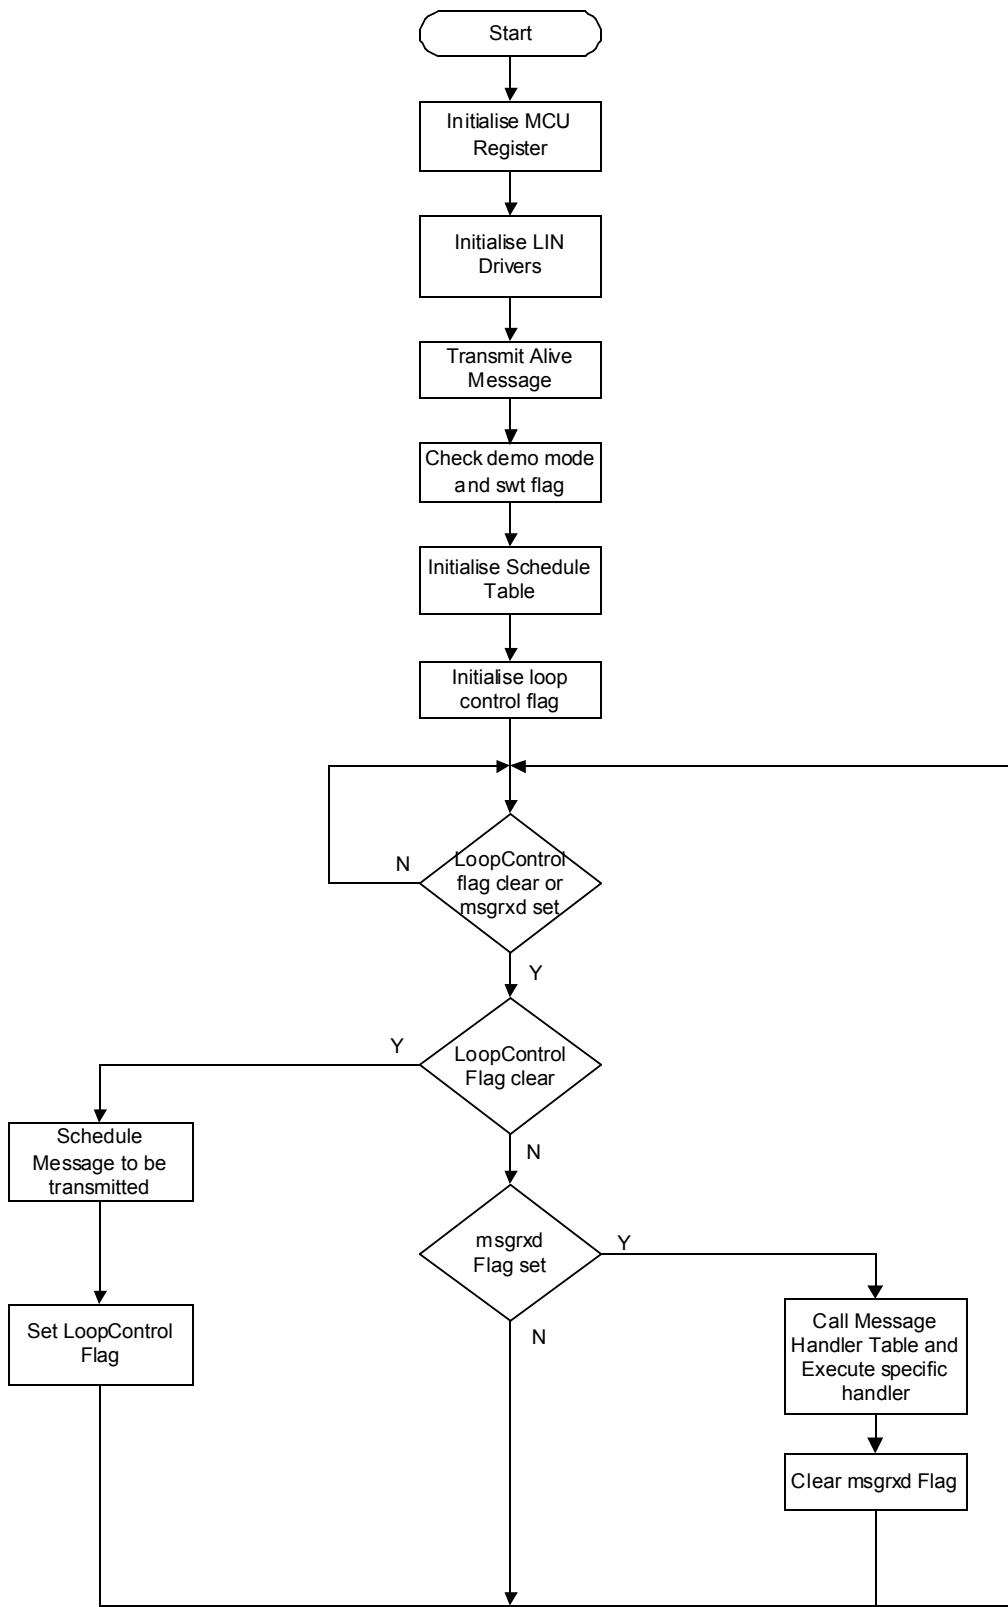 Start
Initialise MCU
Register
Initialise LIN
Drivers
Transmit Alive
Message
Check demo mode
and swt flag
Initialise Schedule
Table
Initialise loop
control flag
N
LoopControl
flag clear or
msgrxd set
Y
Y
LoopControl
Flag clear
N
Schedule
Message to be
transmitted
msgrxd
Flag set
Y
N
Set LoopControl
Flag
Call Message
Handler Table and
Execute specific
handler
Clear msgrxd Flag